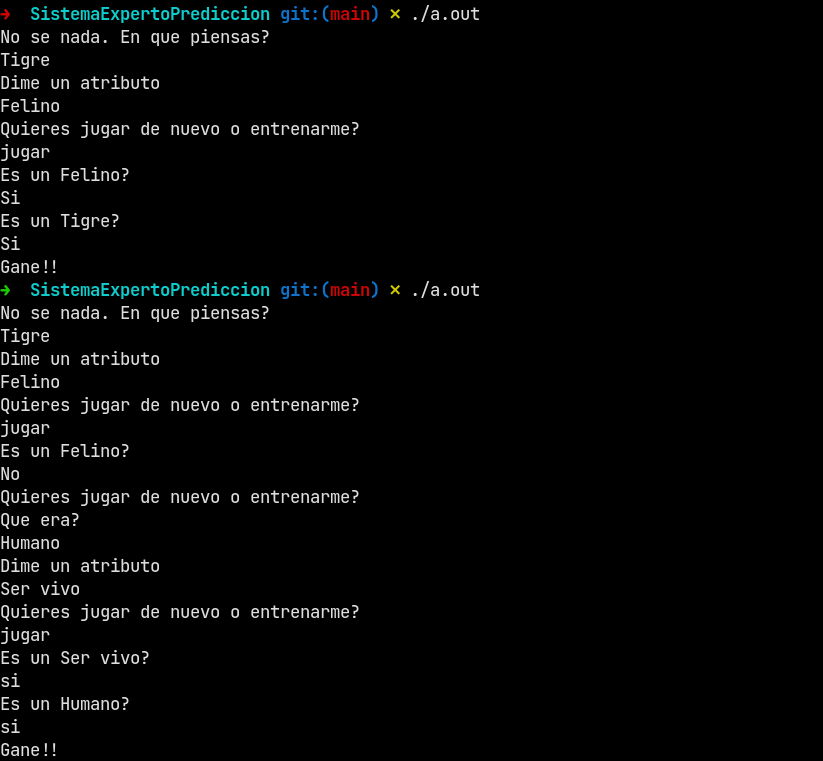 →  SistemaExpertoPrediccion git:(main) × ./a.out
No se nada. En que piensas?
Tigre
Dime un atributo
Felino
Quieres jugar de nuevo o entrenarme?
jugar
Es un Felino?
Si
Es un Tigre?
Si
Gane!!
→  SistemaExpertoPrediccion git:(main) × ./a.out
No se nada. En que piensas?
Tigre
Dime un atributo
Felino
Quieres jugar de nuevo o entrenarme?
jugar
Es un Felino?
No
Quieres jugar de nuevo o entrenarme?
Que era?
Humano
Dime un atributo
Ser vivo
Quieres jugar de nuevo o entrenarme?
jugar
Es un Ser vivo?
si
Es un Humano?
si
Gane!!